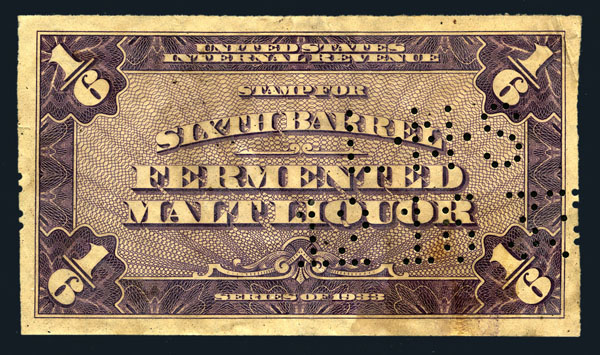 UNITED STATES
INTERNAL REVENUE
1/6
1/6
STAMP FOR
SIXTH BARREL
FERMENTED
MALT LIQUOR
1/6
1/6
SERIES OF 1933